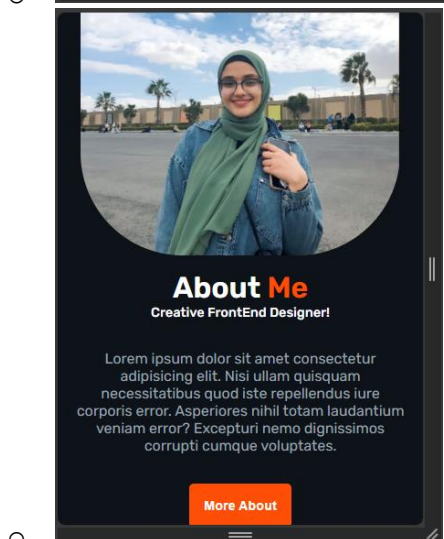 About Me
Creative FrontEnd Designer!
Lorem ipsum dolor sit amet consectetur
adipisicing elit. Nisi ullam quisquam
necessitatibus quod iste repellendus iure
corporis error. Asperiores nihil totam laudantium
veniam error? Excepturi nemo dignissimos
corrupti cumque voluptates.
More About